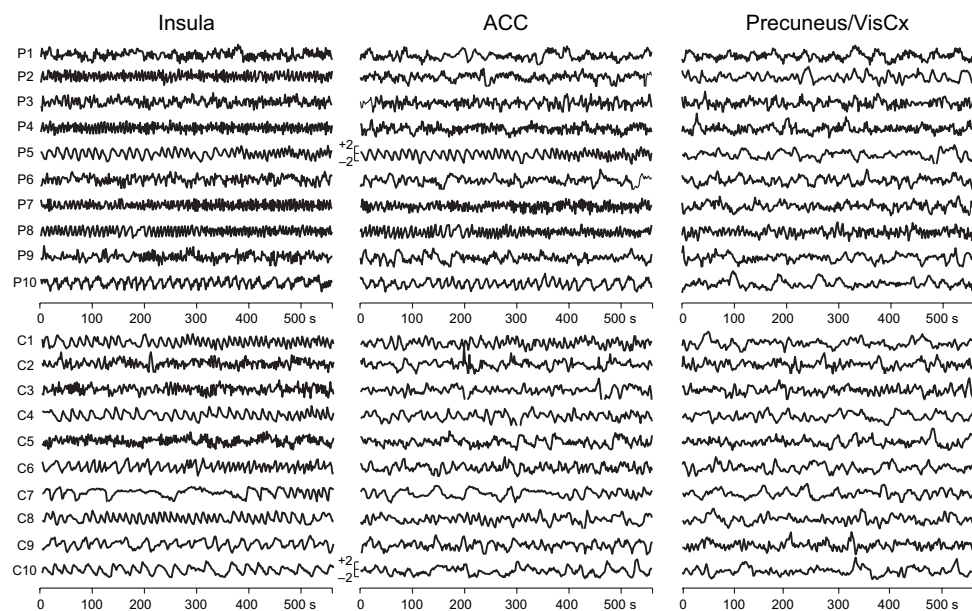 Insula ACC Precuneus/VisCx
P1
P2
P3
P4
P5 +2
−2
P6
P7
P8
P9
P10
0 100 200 300 400 500 s 0 100 200 300 400 500 s 0 100 200 300 400 500 s
C1
C2
C3
C4
C5
C6
C7
C8
C9
C10 +2
−2
0 100 200 300 400 500 s 0 100 200 300 400 500 s 0 100 200 300 400 500 s